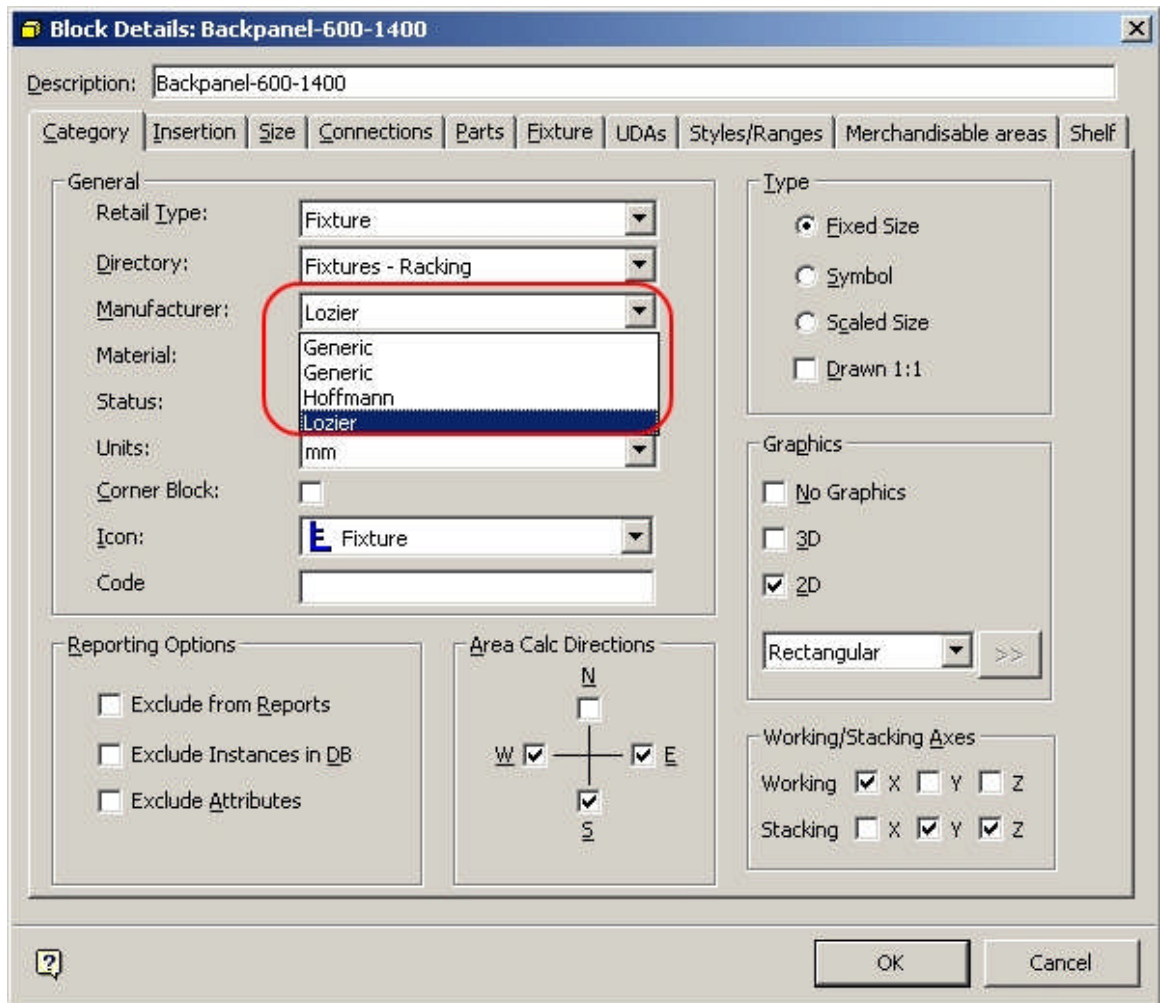 Block Details: Backpanel-600-1400
Description: Backpanel-600-1400
Category Insertion Size Connections Parts Fixture UDAs Styles/Ranges Merchandisable areas Shelf
General
Retail Type: Fixture
Directory: Fixtures - Racking
Manufacturer: Lozier
Generic
Generic
Hoffmann
Lozier
Material:
Status:
Units: mm
Corner Block:
Icon: Fixture
Code
Type
Fixed Size
Symbol
Scaled Size
Drawn 1:1
Graphics
No Graphics
3D
2D
Rectangular >>
Reporting Options
Exclude from Reports
Exclude Instances in DB
Exclude Attributes
Area Calc Directions
N
W E
S
Working/Stacking Axes
Working X Y Z
Stacking X Y Z
?
OK Cancel